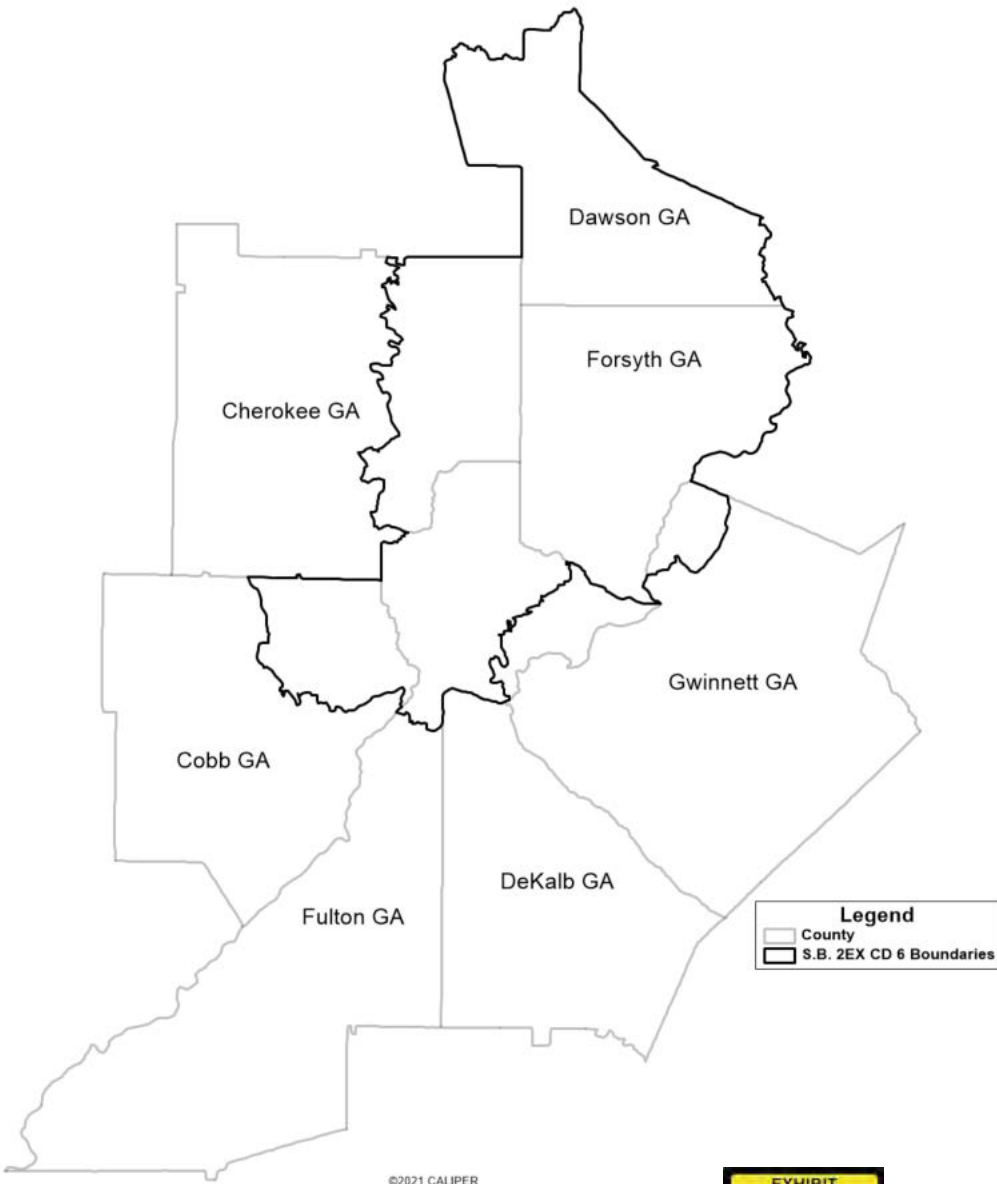 Dawson GA
Forsyth GA
Cherokee GA
Gwinnett GA
Cobb GA
DeKalb GA
Fulton GA
Legend
County
S.B. 2EX CD 6 Boundaries
©2021 CALIPER
EXHIBIT